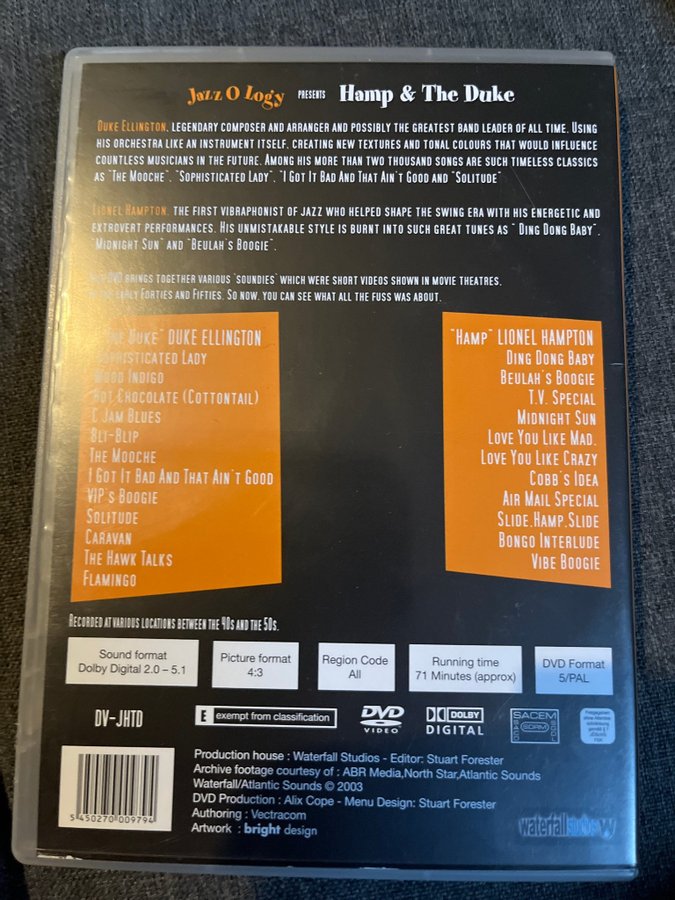 Jazz O Logy PRESENTS Hamp & The Duke
DUKE ELLINGTON, LEGENDARY COMPOSER AND ARRANGER AND POSSIBLY THE GREATEST BAND LEADER OF ALL TIME. USING
HIS ORCHESTRA LIKE AN INSTRUMENT ITSELF, CREATING NEW TEXTURES AND TONAL COLOURS THAT WOULD INFLUENCE
COUNTLESS MUSICIANS IN THE FUTURE. AMONG HIS MORE THAN TWO THOUSAND SONGS ARE SUCH TIMELESS CLASSICS
AS "THE MOOCHE", "SOPHISTICATED LADY", "I GOT IT BAD AND THAT AIN'T GOOD AND "SOLITUDE"
LIONEL HAMPTON, THE FIRST VIBRAPHONIST OF JAZZ WHO HELPED SHAPE THE SWING ERA WITH HIS ENERGETIC AND
EXTROVERT PERFORMANCES. HIS UNMISTAKABLE STYLE IS BURNT INTO SUCH GREAT TUNES AS " DING DONG BABY",
"MIDNIGHT SUN" AND "BEULAH'S BOOGIE".
DVD BRINGS TOGETHER VARIOUS 'SOUNDIES' WHICH WERE SHORT VIDEOS SHOWN IN MOVIE THEATRES,
IN THE EARLY FORTIES AND FIFTIES. SO NOW, YOU CAN SEE WHAT ALL THE FUSS WAS ABOUT.
"THE DUKE" DUKE ELLINGTON
SOPHISTICATED LADY
MOOD INDIGO
HOT CHOCOLATE (COTTONTAIL)
C JAM BLUES
BLI-BLIP
THE MOOCHE
I GOT IT BAD AND THAT AIN'T GOOD
VIP'S BOOGIE
SOLITUDE
CARAVAN
THE HAWK TALKS
FLAMINGO
"HAMP" LIONEL HAMPTON
DING DONG BABY
BEULAH'S BOOGIE
T.V. SPECIAL
MIDNIGHT SUN
LOVE YOU LIKE MAD,
LOVE YOU LIKE CRAZY
COBB'S IDEA
AIR MAIL SPECIAL
SLIDE,HAMP,SLIDE
BONGO INTERLUDE
VIBE BOOGIE
RECORDED AT VARIOUS LOCATIONS BETWEEN THE 40S AND THE 50S.
Sound format
Dolby Digital 2.0 – 5.1
Picture format
4:3
Region Code
All
Running time
71 Minutes (approx)
DVD Format
5/PAL
DV-JHTD
E exempt from classification
DVD VIDEO
DOLBY DIGITAL
SACEM
SDRM
Production house : Waterfall Studios - Editor: Stuart Forester
Archive footage courtesy of : ABR Media,North Star,Atlantic Sounds
Waterfall/Atlantic Sounds © 2003
DVD Production : Alix Cope - Menu Design: Stuart Forester
Authoring : Vectracom
Artwork : bright design
5 450270 009794
waterfallstudios